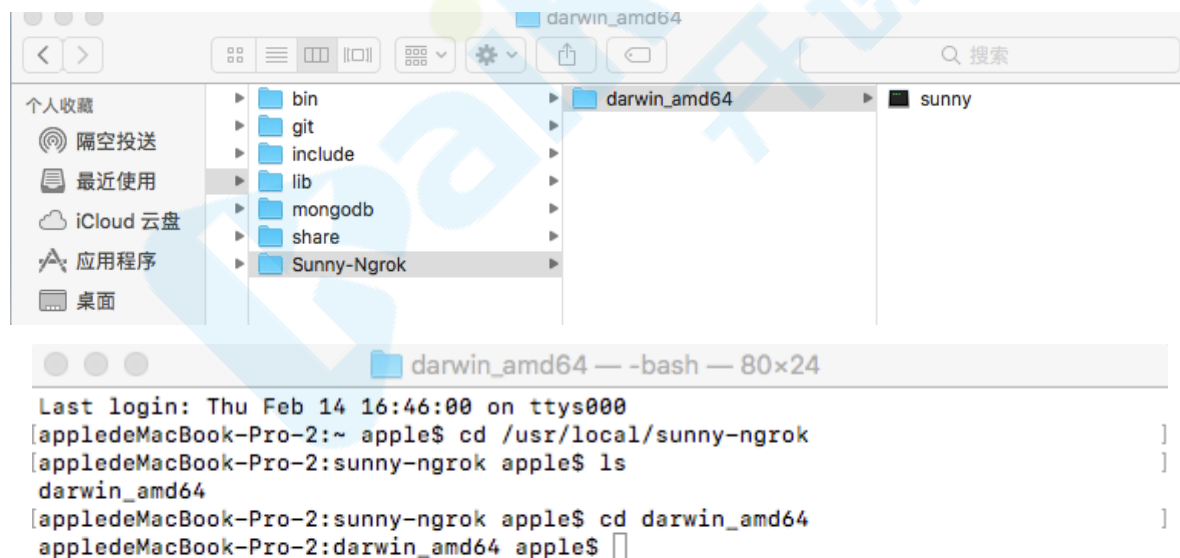 darwin_amd64
搜索
个人收藏
隔空投送
最近使用
iCloud 云盘
应用程序
桌面
bin
git
include
lib
mongodb
share
Sunny-Ngrok
darwin_amd64
sunny
darwin_amd64 — -bash — 80×24
Last login: Thu Feb 14 16:46:00 on ttys000
[appledeMacBook-Pro-2:~ apple$ cd /usr/local/sunny-ngrok ]
[appledeMacBook-Pro-2:sunny-ngrok apple$ ls ]
darwin_amd64
[appledeMacBook-Pro-2:sunny-ngrok apple$ cd darwin_amd64 ]
appledeMacBook-Pro-2:darwin_amd64 apple$